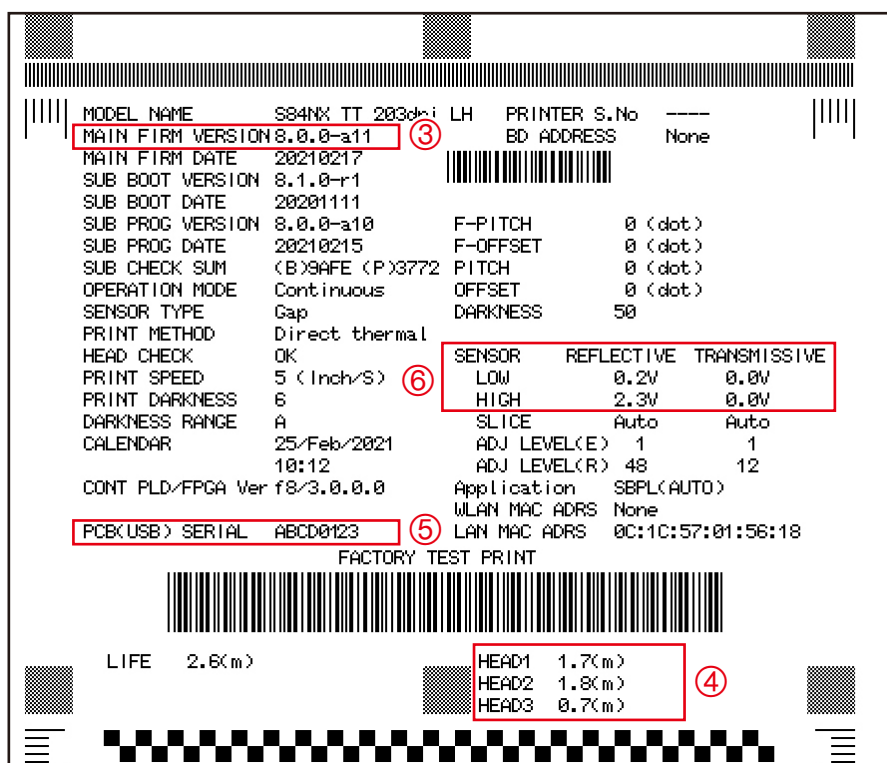 MODEL NAME S84NX TT 203dpi LH PRINTER S.No ----
MAIN FIRM VERSION 8.0.0-a11 ③ BD ADDRESS None
MAIN FIRM DATE 20210217
SUB BOOT VERSION 8.1.0-r1
SUB BOOT DATE 20201111
SUB PROG VERSION 8.0.0-a10 F-PITCH 0 (dot)
SUB PROG DATE 20210215 F-OFFSET 0 (dot)
SUB CHECK SUM (B)9AFE (P)3772 PITCH 0 (dot)
OPERATION MODE Continuous OFFSET 0 (dot)
SENSOR TYPE Gap DARKNESS 50
PRINT METHOD Direct thermal
HEAD CHECK OK SENSOR REFLECTIVE TRANSMISSIVE
PRINT SPEED 5 (Inch/S) ⑥ LOW 0.2V 0.0V
PRINT DARKNESS 6 HIGH 2.3V 0.0V
DARKNESS RANGE A SLICE Auto Auto
CALENDAR 25/Feb/2021 ADJ LEVEL(E) 1 1
10:12 ADJ LEVEL(R) 48 12
CONT PLD/FPGA Ver f8/3.0.0.0 Application SBPL(AUTO)
WLAN MAC ADRS None
PCB(USB) SERIAL ABCD0123 ⑤ LAN MAC ADRS 0C:1C:57:01:56:18
FACTORY TEST PRINT
LIFE 2.6(m) HEAD1 1.7(m)
HEAD2 1.8(m) ④
HEAD3 0.7(m)